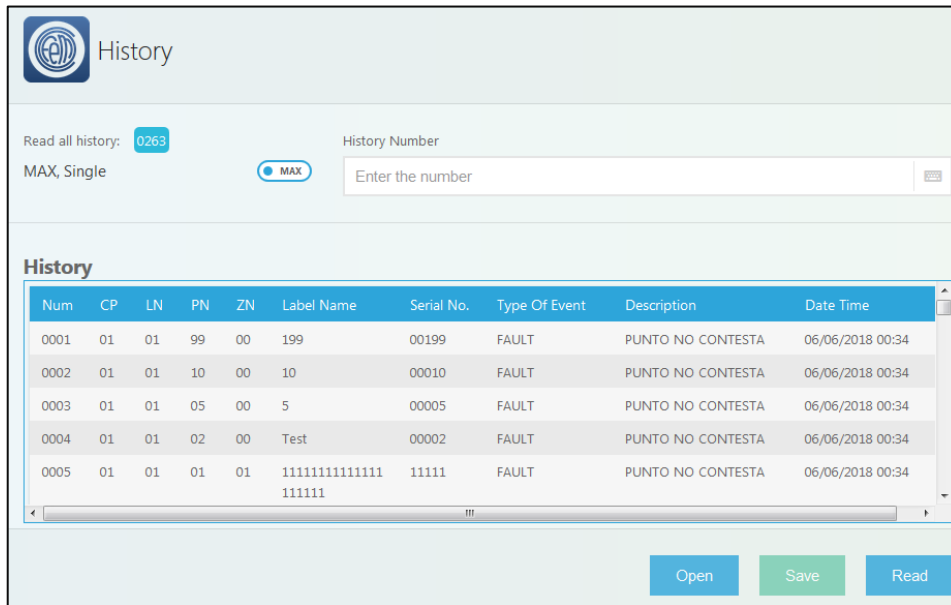 History
Read all history: 0263
History Number
MAX, Single
MAX
Enter the number
History
Num CP LN PN ZN Label Name Serial No. Type Of Event Description Date Time
0001 01 01 99 00 199 00199 FAULT PUNTO NO CONTESTA 06/06/2018 00:34
0002 01 01 10 00 10 00010 FAULT PUNTO NO CONTESTA 06/06/2018 00:34
0003 01 01 05 00 5 00005 FAULT PUNTO NO CONTESTA 06/06/2018 00:34
0004 01 01 02 00 Test 00002 FAULT PUNTO NO CONTESTA 06/06/2018 00:34
0005 01 01 01 01 11111111111111 11111 FAULT PUNTO NO CONTESTA 06/06/2018 00:34
111111
Open Save Read